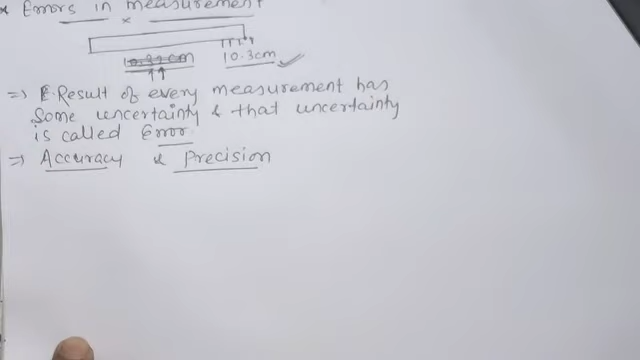 * Errors in measurement
10.3cm
=> Result of every measurement has
Some uncertainty & that uncertainty
is called Error
=> Accuracy & Precision